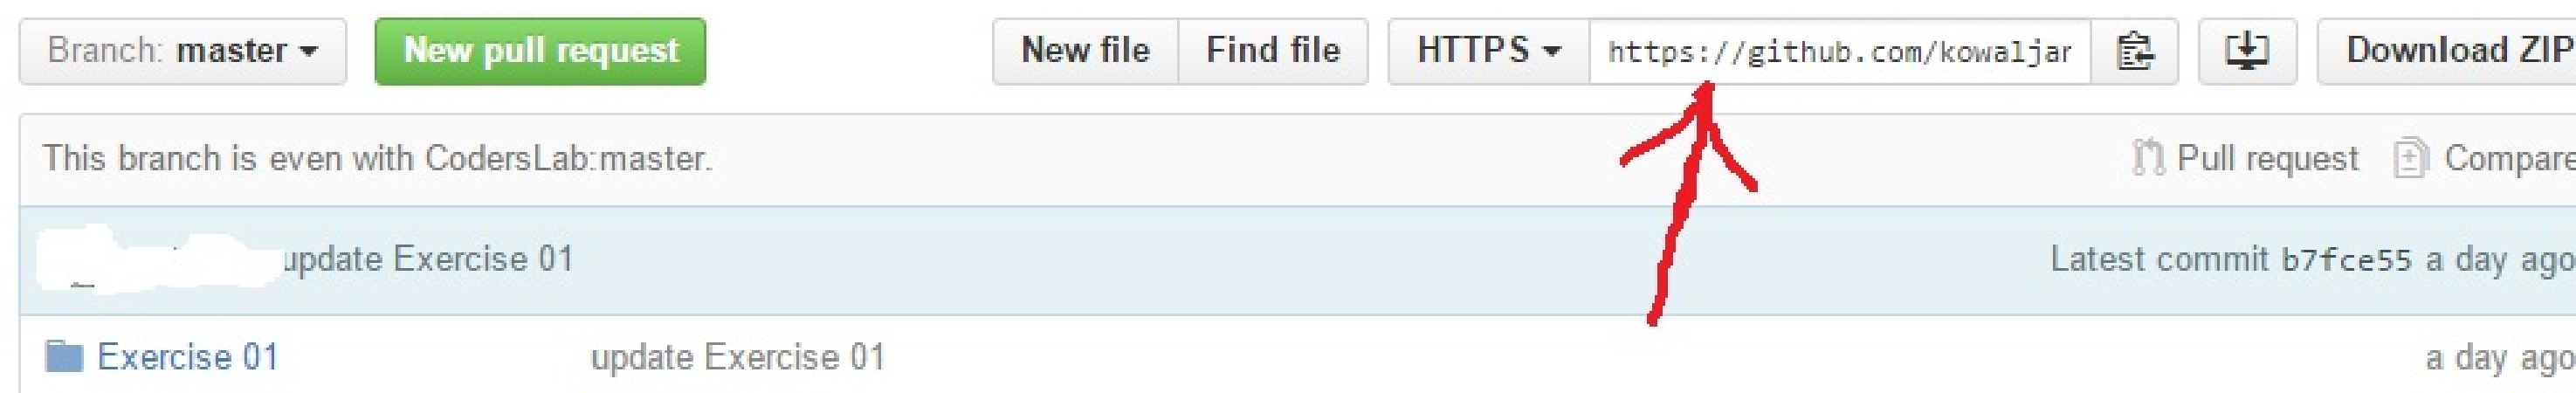 Branch: master New pull request New file Find file HTTPS https://github.com/kowaljar Download ZIP
This branch is even with CodersLab:master. Pull request Compare
update Exercise 01 Latest commit b7fce55 a day ago
Exercise 01 update Exercise 01 a day ago